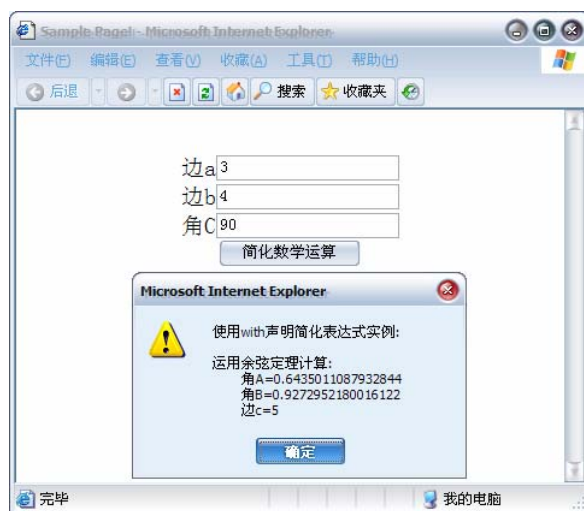 Sample Page! - Microsoft Internet Explorer
文件(F) 编辑(E) 查看(V) 收藏(A) 工具(T) 帮助(H)
后退 搜索 收藏夹
边a 3
边b 4
角C 90
简化数学运算
Microsoft Internet Explorer
使用with声明简化表达式实例:
运用余弦定理计算:
角A=0.6435011087932844
角B=0.9272952180016122
边c=5
确定
完毕 我的电脑